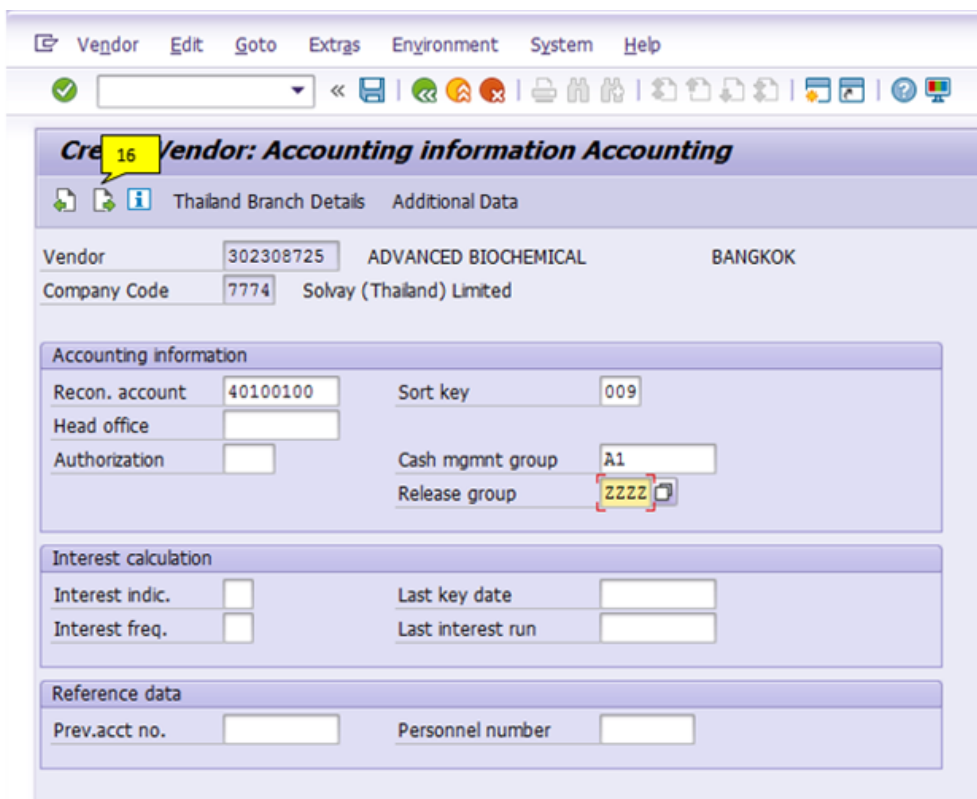 Vendor Edit Goto Extras Environment System Help
«
Cre 16 Vendor: Accounting information Accounting
Thailand Branch Details Additional Data
Vendor 302308725 ADVANCED BIOCHEMICAL BANGKOK
Company Code 7774 Solvay (Thailand) Limited
Accounting information
Recon. account 40100100 Sort key 009
Head office
Authorization Cash mgmnt group A1
Release group ZZZZ
Interest calculation
Interest indic. Last key date
Interest freq. Last interest run
Reference data
Prev.acct no. Personnel number